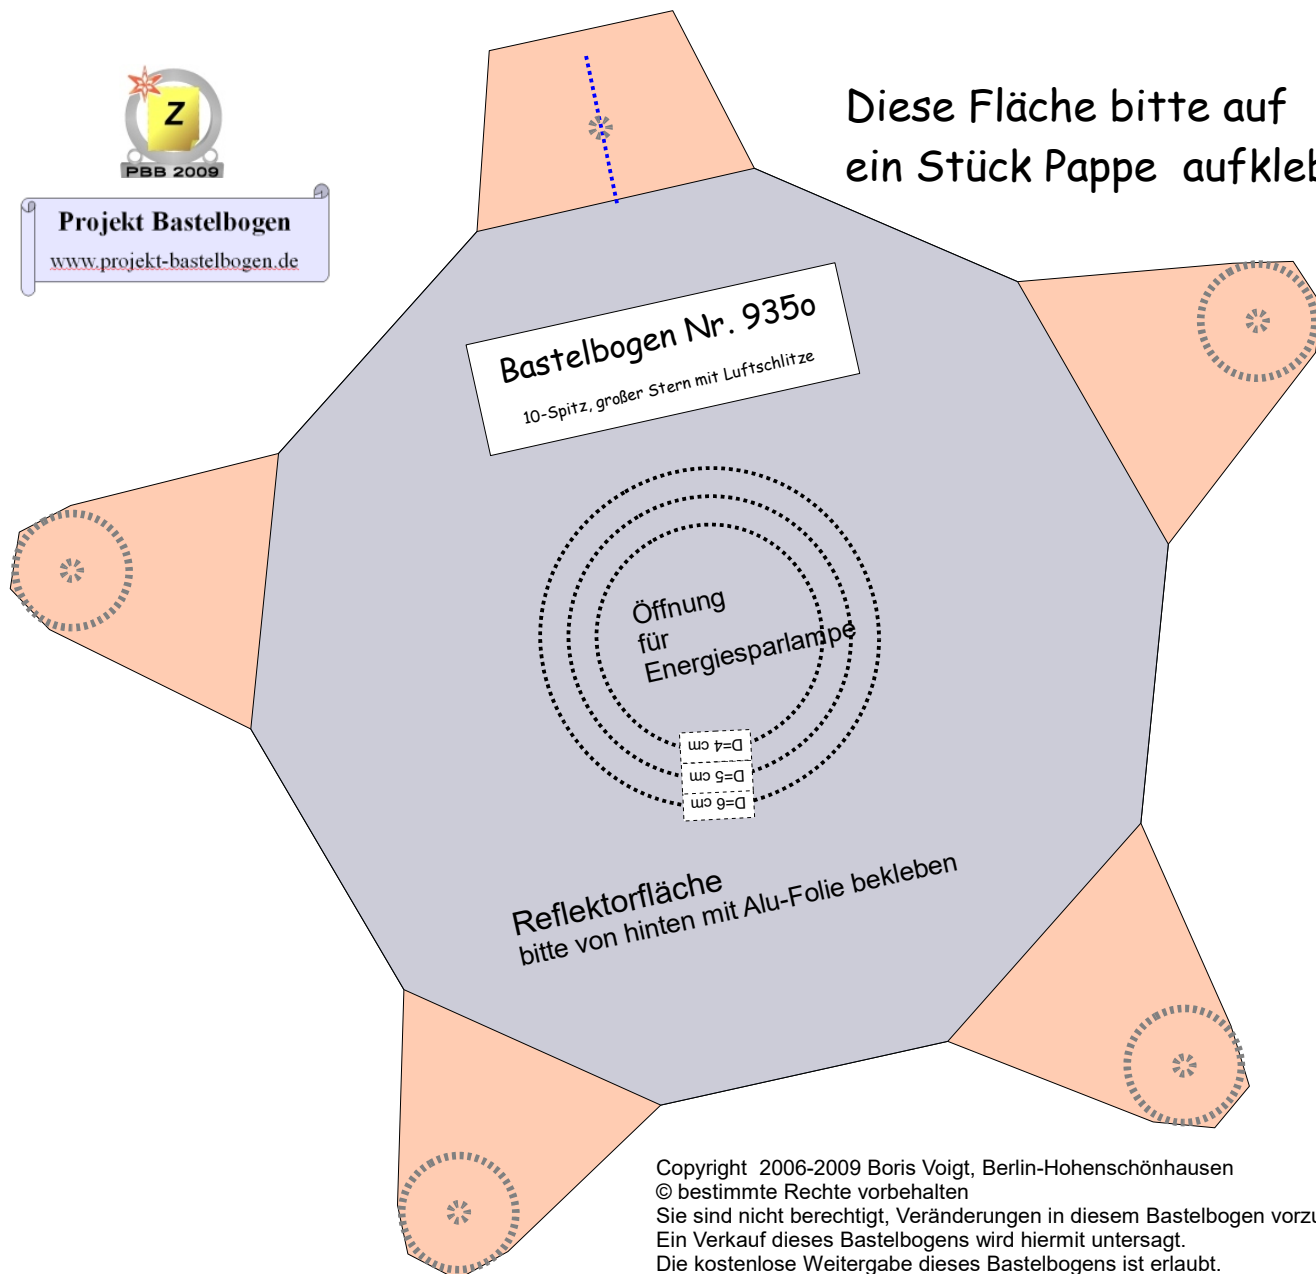 Z
PBB 2009
Projekt Bastelbogen
www.projekt-bastelbogen.de
Diese Fläche bitte auf
ein Stück Pappe aufkleb
Bastelbogen Nr. 935o
10-Spitz, großer Stern mit Luftschlitze
Öffnung
für
Energiesparlampe
D=4 cm
D=5 cm
D=6 cm
Reflektorfläche
bitte von hinten mit Alu-Folie bekleben
Copyright 2006-2009 Boris Voigt, Berlin-Hohenschönhausen
© bestimmte Rechte vorbehalten
Sie sind nicht berechtigt, Veränderungen in diesem Bastelbogen vorzu
Ein Verkauf dieses Bastelbogens wird hiermit untersagt.
Die kostenlose Weitergabe dieses Bastelbogens ist erlaubt.